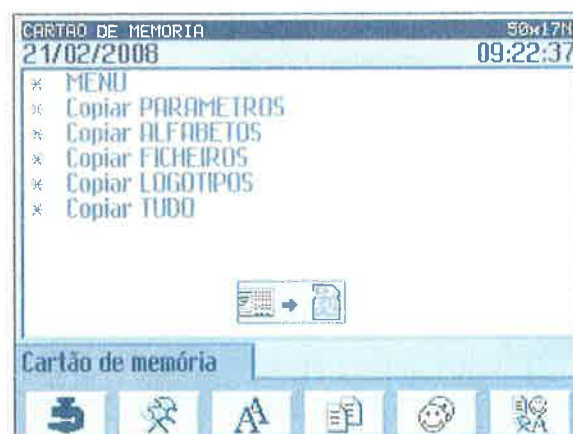 CARTAO DE MEMORIA 50x17N
21/02/2008 09:22:37
* MENU
* Copiar PARAMETROS
* Copiar ALFABETOS
* Copiar FICHEIROS
* Copiar LOGOTIPOS
* Copiar TUDO
Cartão de memória